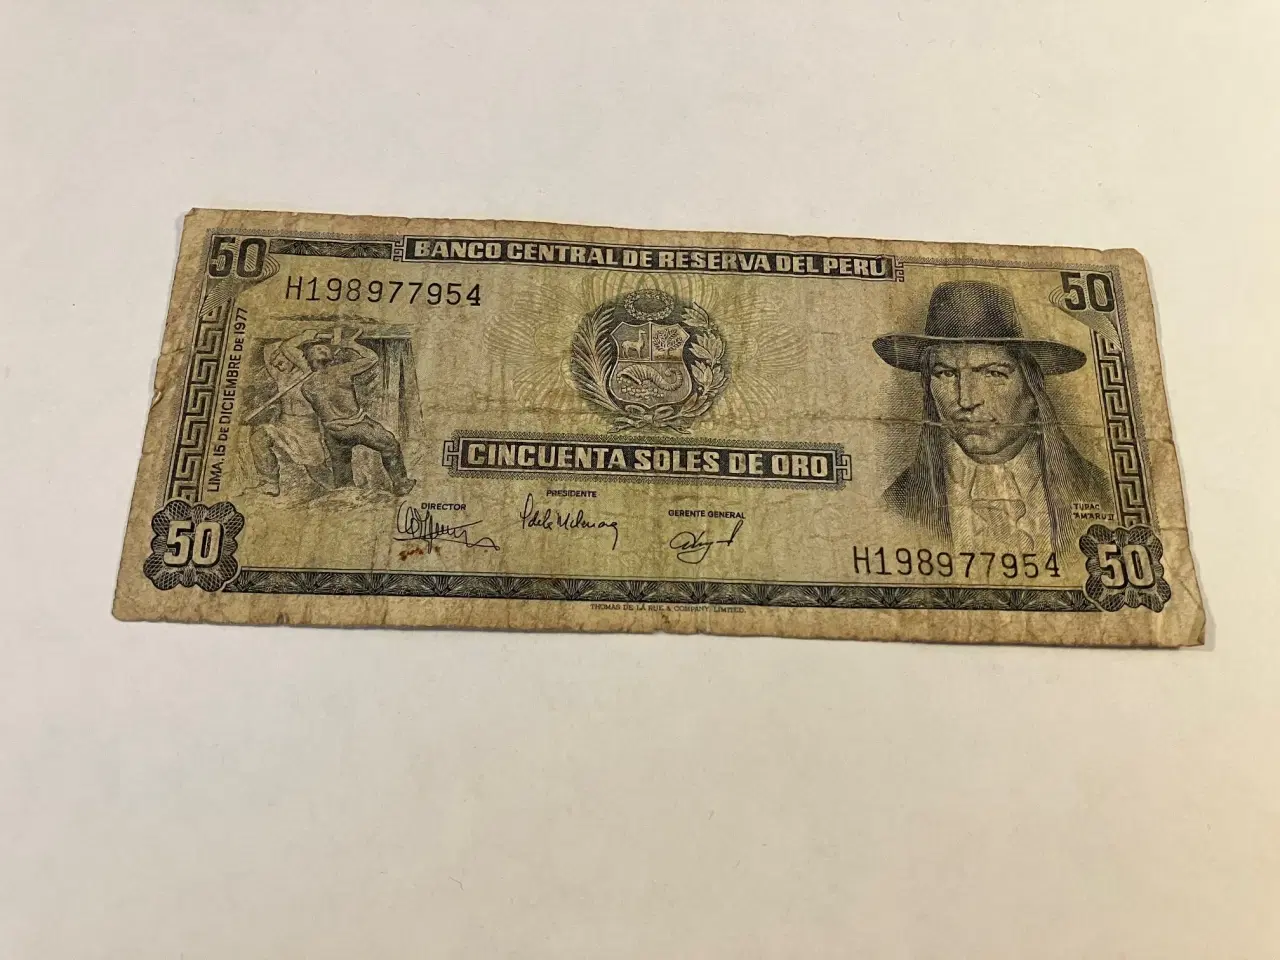 50
BANCO CENTRAL DE RESERVA DEL PERÚ
50
H198977954
LIMA, 15 DE DICIEMBRE DE 1977
CINCUENTA SOLES DE ORO
DIRECTOR
PRESIDENTE
GERENTE GENERAL
TUPAC
AMARU II
50
H198977954
50
THOMAS DE LA RUE & COMPANY, LIMITED.